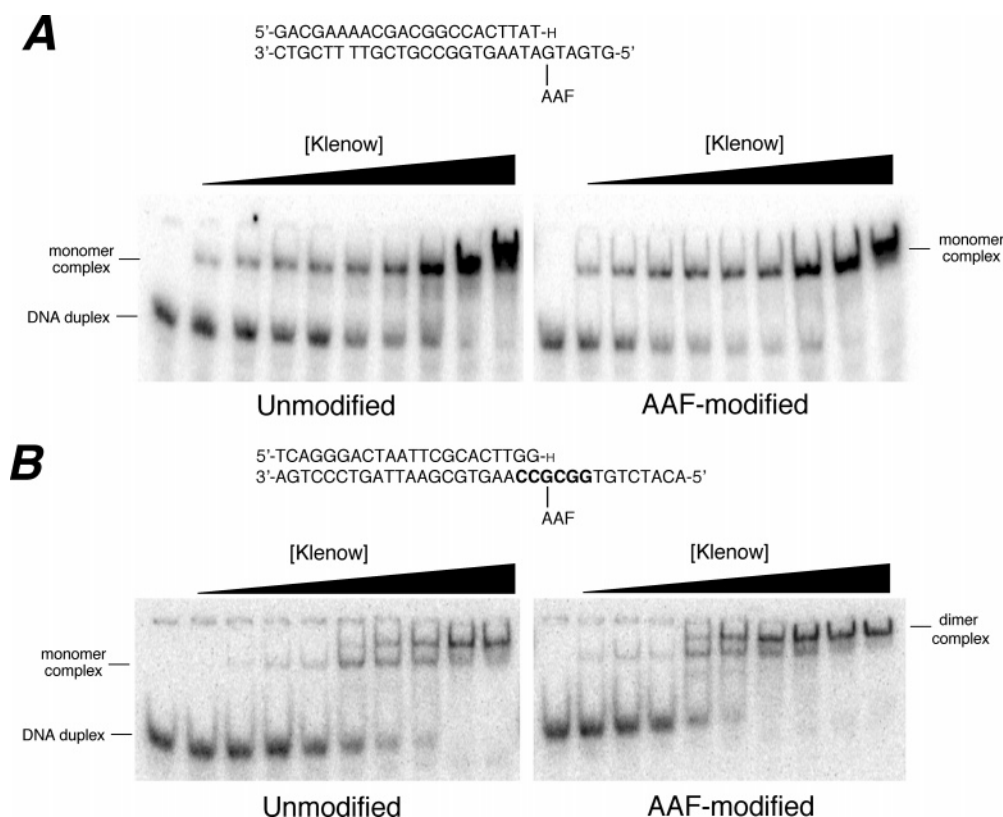 A
5'-GACGAAAACGACGGCCACTTAT-H
3'-CTGCTT TTGCTGCCGGTGAATAGTAGTG-5'
AAF
[Klenow]
[Klenow]
monomer
complex
DNA duplex
monomer
complex
Unmodified
AAF-modified
B
5'-TCAGGGACTAATTCGCACTTGG-H
3'-AGTCCCTGATTAAGCGTGAACCGCGGTGTCTACA-5'
AAF
[Klenow]
[Klenow]
monomer
complex
DNA duplex
dimer
complex
Unmodified
AAF-modified